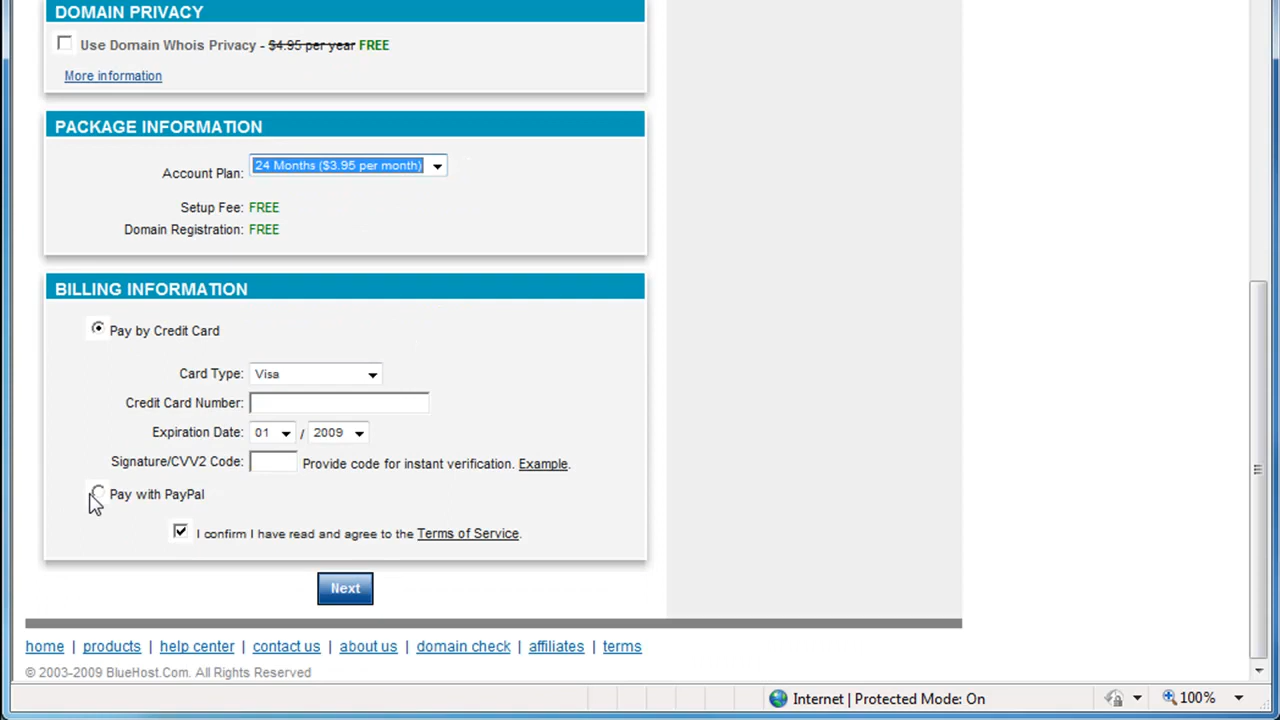 DOMAIN PRIVACY
Use Domain Whois Privacy - $4.95 per year FREE
More information
PACKAGE INFORMATION
Account Plan: 24 Months ($3.95 per month)
Setup Fee: FREE
Domain Registration: FREE
BILLING INFORMATION
Pay by Credit Card
Card Type: Visa
Credit Card Number:
Expiration Date: 01 / 2009
Signature/CVV2 Code: Provide code for instant verification. Example.
Pay with PayPal
I confirm I have read and agree to the Terms of Service.
Next
home | products | help center | contact us | about us | domain check | affiliates | terms
© 2003-2009 BlueHost.Com. All Rights Reserved
Internet | Protected Mode: On 100%